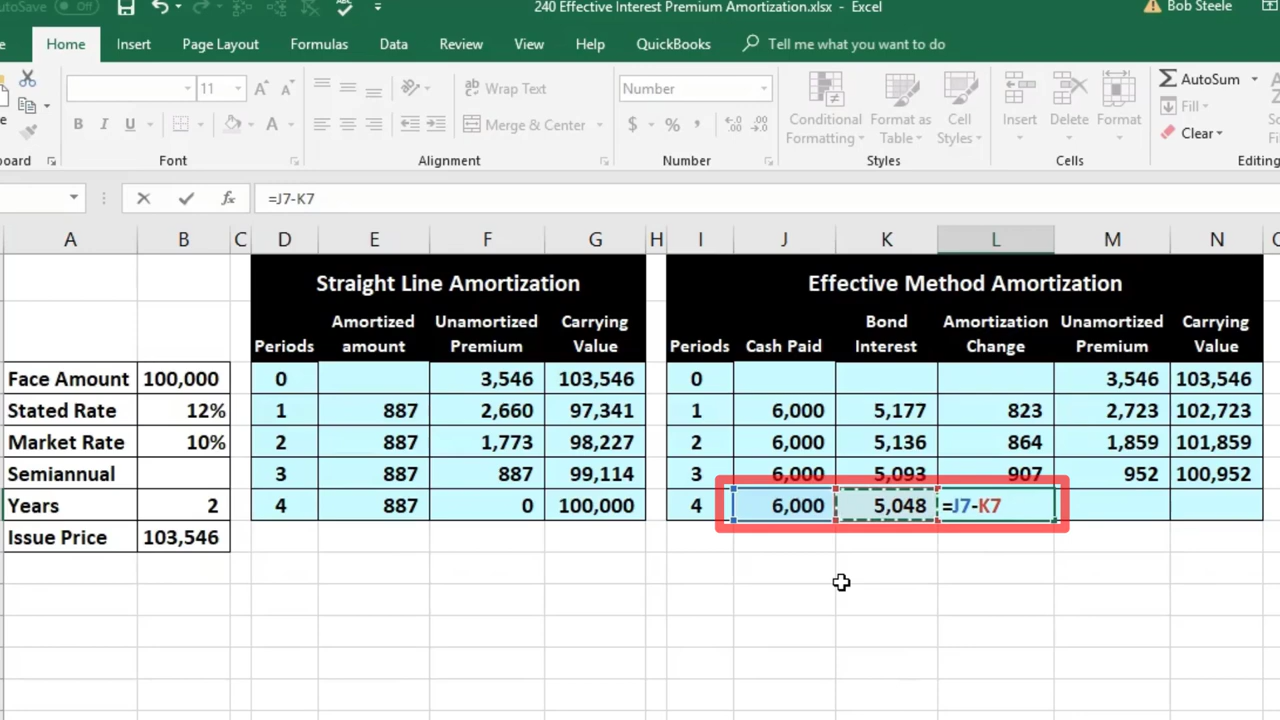 AutoSave Off 240 Effective Interest Premium Amortization.xlsx - Excel Bob Steele
Home Insert Page Layout Formulas Data Review View Help QuickBooks Tell me what you want to do
11 Wrap Text Number Conditional Formatting Format as Table Cell Styles Insert Delete Format AutoSum
B I U Merge & Center $ % , Fill
Clear
Font Alignment Number Styles Cells Editing
fx =J7-K7
A B C D E F G H I J K L M N
Straight Line Amortization Effective Method Amortization
Periods Amortized amount Unamortized Premium Carrying Value Periods Cash Paid Bond Interest Amortization Change Unamortized Premium Carrying Value
Face Amount 100,000 0 3,546 103,546 0 3,546 103,546
Stated Rate 12% 1 887 2,660 97,341 1 6,000 5,177 823 2,723 102,723
Market Rate 10% 2 887 1,773 98,227 2 6,000 5,136 864 1,859 101,859
Semiannual 3 887 887 99,114 3 6,000 5,093 907 952 100,952
Years 2 4 887 0 100,000 4 6,000 5,048 =J7-K7
Issue Price 103,546